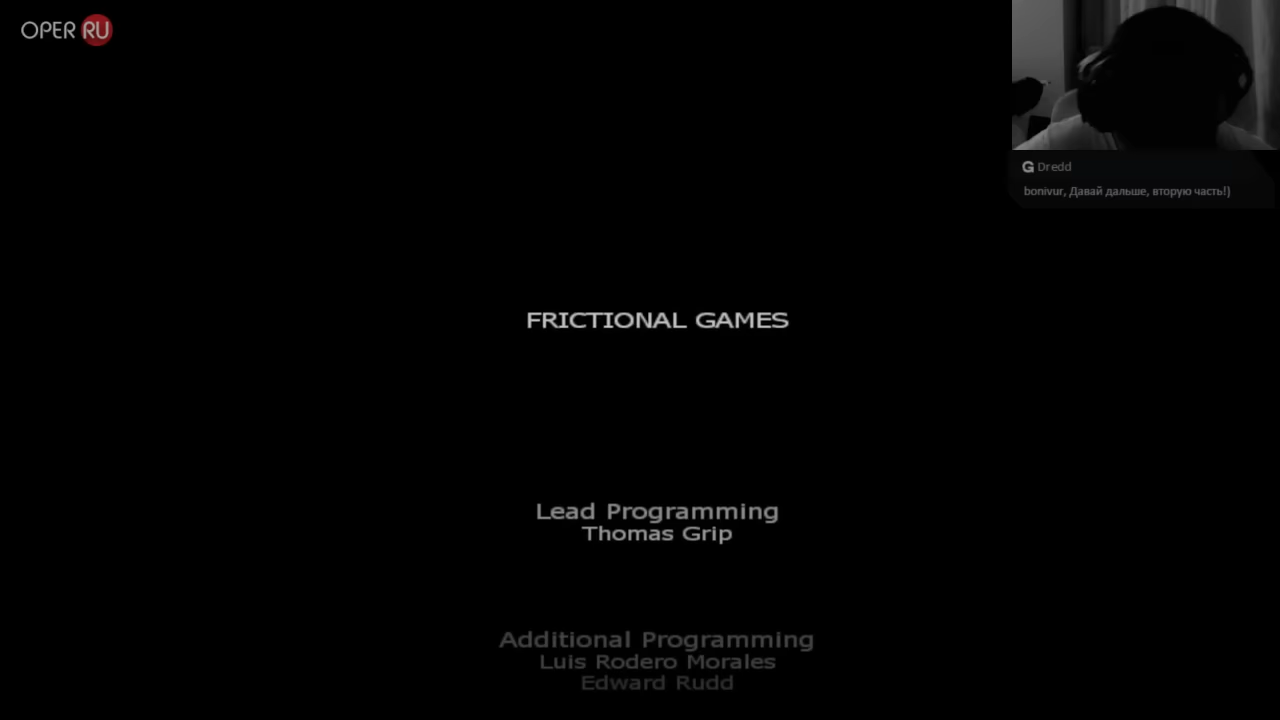 OPER RU
G Dredd
bonivur, Давай дальше, вторую часть!)
FRICTIONAL GAMES
Lead Programming
Thomas Grip
Additional Programming
Luis Rodero Morales
Edward Rudd